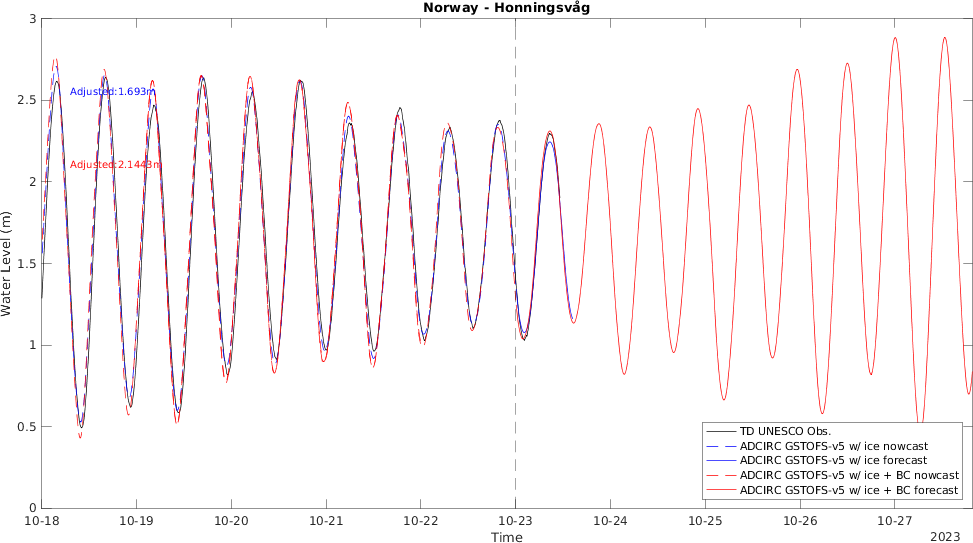 Norway - Honningsvåg
3
2.5
2
1.5
1
0.5
0
Water Level (m)
Adjusted:1.693m
Adjusted:2.1443m
TD UNESCO Obs.
ADCIRC GSTOFS-v5 w/ ice nowcast
ADCIRC GSTOFS-v5 w/ ice forecast
ADCIRC GSTOFS-v5 w/ ice + BC nowcast
ADCIRC GSTOFS-v5 w/ ice + BC forecast
10-18 10-19 10-20 10-21 10-22 10-23 10-24 10-25 10-26 10-27
Time
2023